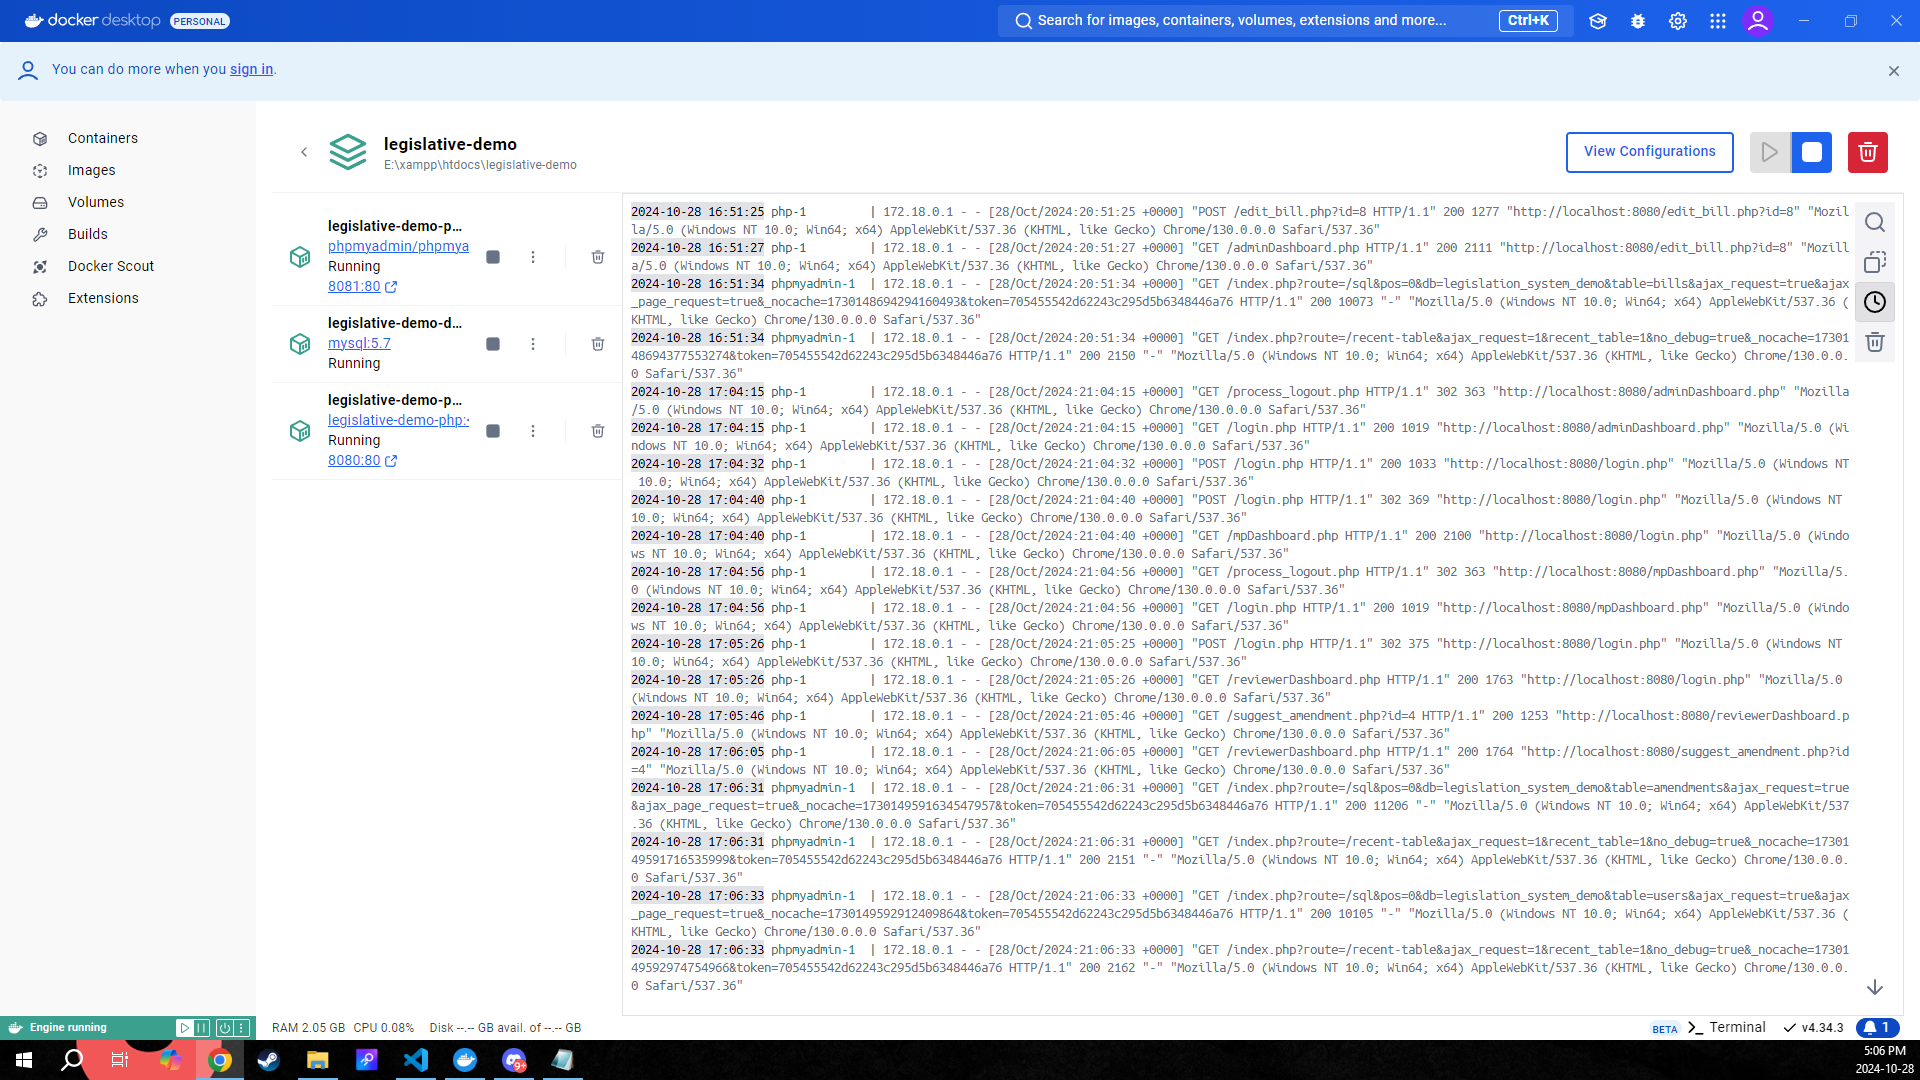 docker desktop PERSONAL
Search for images, containers, volumes, extensions and more... Ctrl+K
You can do more when you sign in.
Containers
Images
Volumes
Builds
Docker Scout
Extensions
legislative-demo
E:\xampp\htdocs\legislative-demo
View Configurations
legislative-demo-p...
phpmyadmin/phpmya
Running
8081:80
legislative-demo-d...
mysql:5.7
Running
legislative-demo-p...
legislative-demo-php:
Running
8080:80
2024-10-28 16:51:25 php-1 | 172.18.0.1 - - [28/Oct/2024:20:51:25 +0000] "POST /edit_bill.php?id=8 HTTP/1.1" 200 1277 "http://localhost:8080/edit_bill.php?id=8" "Mozil
la/5.0 (Windows NT 10.0; Win64; x64) AppleWebKit/537.36 (KHTML, like Gecko) Chrome/130.0.0.0 Safari/537.36"
2024-10-28 16:51:27 php-1 | 172.18.0.1 - - [28/Oct/2024:20:51:27 +0000] "GET /adminDashboard.php HTTP/1.1" 200 2111 "http://localhost:8080/edit_bill.php?id=8" "Mozill
a/5.0 (Windows NT 10.0; Win64; x64) AppleWebKit/537.36 (KHTML, like Gecko) Chrome/130.0.0.0 Safari/537.36"
2024-10-28 16:51:34 phpmyadmin-1 | 172.18.0.1 - - [28/Oct/2024:20:51:34 +0000] "GET /index.php?route=/sql&pos=0&db=legislation_system_demo&table=bills&ajax_request=true&ajax
_page_request=true&_nocache=1730148694294160493&token=705455542d62243c295d5b6348446a76 HTTP/1.1" 200 10073 "-" "Mozilla/5.0 (Windows NT 10.0; Win64; x64) AppleWebKit/537.36 (
KHTML, like Gecko) Chrome/130.0.0.0 Safari/537.36"
2024-10-28 16:51:34 phpmyadmin-1 | 172.18.0.1 - - [28/Oct/2024:20:51:34 +0000] "GET /index.php?route=/recent-table&ajax_request=1&recent_table=1&no_debug=true&_nocache=17301
48694377553274&token=705455542d62243c295d5b6348446a76 HTTP/1.1" 200 2150 "-" "Mozilla/5.0 (Windows NT 10.0; Win64; x64) AppleWebKit/537.36 (KHTML, like Gecko) Chrome/130.0.0.
0 Safari/537.36"
2024-10-28 17:04:15 php-1 | 172.18.0.1 - - [28/Oct/2024:21:04:15 +0000] "GET /process_logout.php HTTP/1.1" 302 363 "http://localhost:8080/adminDashboard.php" "Mozilla
/5.0 (Windows NT 10.0; Win64; x64) AppleWebKit/537.36 (KHTML, like Gecko) Chrome/130.0.0.0 Safari/537.36"
2024-10-28 17:04:15 php-1 | 172.18.0.1 - - [28/Oct/2024:21:04:15 +0000] "GET /login.php HTTP/1.1" 200 1019 "http://localhost:8080/adminDashboard.php" "Mozilla/5.0 (Wi
ndows NT 10.0; Win64; x64) AppleWebKit/537.36 (KHTML, like Gecko) Chrome/130.0.0.0 Safari/537.36"
2024-10-28 17:04:32 php-1 | 172.18.0.1 - - [28/Oct/2024:21:04:32 +0000] "POST /login.php HTTP/1.1" 200 1033 "http://localhost:8080/login.php" "Mozilla/5.0 (Windows NT
10.0; Win64; x64) AppleWebKit/537.36 (KHTML, like Gecko) Chrome/130.0.0.0 Safari/537.36"
2024-10-28 17:04:40 php-1 | 172.18.0.1 - - [28/Oct/2024:21:04:40 +0000] "POST /login.php HTTP/1.1" 302 369 "http://localhost:8080/login.php" "Mozilla/5.0 (Windows NT
10.0; Win64; x64) AppleWebKit/537.36 (KHTML, like Gecko) Chrome/130.0.0.0 Safari/537.36"
2024-10-28 17:04:40 php-1 | 172.18.0.1 - - [28/Oct/2024:21:04:40 +0000] "GET /mpDashboard.php HTTP/1.1" 200 2100 "http://localhost:8080/login.php" "Mozilla/5.0 (Windo
ws NT 10.0; Win64; x64) AppleWebKit/537.36 (KHTML, like Gecko) Chrome/130.0.0.0 Safari/537.36"
2024-10-28 17:04:56 php-1 | 172.18.0.1 - - [28/Oct/2024:21:04:56 +0000] "GET /process_logout.php HTTP/1.1" 302 363 "http://localhost:8080/mpDashboard.php" "Mozilla/5.
0 (Windows NT 10.0; Win64; x64) AppleWebKit/537.36 (KHTML, like Gecko) Chrome/130.0.0.0 Safari/537.36"
2024-10-28 17:04:56 php-1 | 172.18.0.1 - - [28/Oct/2024:21:04:56 +0000] "GET /login.php HTTP/1.1" 200 1019 "http://localhost:8080/mpDashboard.php" "Mozilla/5.0 (Windo
ws NT 10.0; Win64; x64) AppleWebKit/537.36 (KHTML, like Gecko) Chrome/130.0.0.0 Safari/537.36"
2024-10-28 17:05:26 php-1 | 172.18.0.1 - - [28/Oct/2024:21:05:25 +0000] "POST /login.php HTTP/1.1" 302 375 "http://localhost:8080/login.php" "Mozilla/5.0 (Windows NT
10.0; Win64; x64) AppleWebKit/537.36 (KHTML, like Gecko) Chrome/130.0.0.0 Safari/537.36"
2024-10-28 17:05:26 php-1 | 172.18.0.1 - - [28/Oct/2024:21:05:26 +0000] "GET /reviewerDashboard.php HTTP/1.1" 200 1763 "http://localhost:8080/login.php" "Mozilla/5.0
(Windows NT 10.0; Win64; x64) AppleWebKit/537.36 (KHTML, like Gecko) Chrome/130.0.0.0 Safari/537.36"
2024-10-28 17:05:46 php-1 | 172.18.0.1 - - [28/Oct/2024:21:05:46 +0000] "GET /suggest_amendment.php?id=4 HTTP/1.1" 200 1253 "http://localhost:8080/reviewerDashboard.p
hp" "Mozilla/5.0 (Windows NT 10.0; Win64; x64) AppleWebKit/537.36 (KHTML, like Gecko) Chrome/130.0.0.0 Safari/537.36"
2024-10-28 17:06:05 php-1 | 172.18.0.1 - - [28/Oct/2024:21:06:05 +0000] "GET /reviewerDashboard.php HTTP/1.1" 200 1764 "http://localhost:8080/suggest_amendment.php?id
=4" "Mozilla/5.0 (Windows NT 10.0; Win64; x64) AppleWebKit/537.36 (KHTML, like Gecko) Chrome/130.0.0.0 Safari/537.36"
2024-10-28 17:06:31 phpmyadmin-1 | 172.18.0.1 - - [28/Oct/2024:21:06:31 +0000] "GET /index.php?route=/sql&pos=0&db=legislation_system_demo&table=amendments&ajax_request=true
&ajax_page_request=true&_nocache=1730149591634547957&token=705455542d62243c295d5b6348446a76 HTTP/1.1" 200 11206 "-" "Mozilla/5.0 (Windows NT 10.0; Win64; x64) AppleWebKit/537
.36 (KHTML, like Gecko) Chrome/130.0.0.0 Safari/537.36"
2024-10-28 17:06:31 phpmyadmin-1 | 172.18.0.1 - - [28/Oct/2024:21:06:31 +0000] "GET /index.php?route=/recent-table&ajax_request=1&recent_table=1&no_debug=true&_nocache=17301
49591716535999&token=705455542d62243c295d5b6348446a76 HTTP/1.1" 200 2151 "-" "Mozilla/5.0 (Windows NT 10.0; Win64; x64) AppleWebKit/537.36 (KHTML, like Gecko) Chrome/130.0.0.
0 Safari/537.36"
2024-10-28 17:06:33 phpmyadmin-1 | 172.18.0.1 - - [28/Oct/2024:21:06:33 +0000] "GET /index.php?route=/sql&pos=0&db=legislation_system_demo&table=users&ajax_request=true&ajax
_page_request=true&_nocache=1730149592912409864&token=705455542d62243c295d5b6348446a76 HTTP/1.1" 200 10105 "-" "Mozilla/5.0 (Windows NT 10.0; Win64; x64) AppleWebKit/537.36 (
KHTML, like Gecko) Chrome/130.0.0.0 Safari/537.36"
2024-10-28 17:06:33 phpmyadmin-1 | 172.18.0.1 - - [28/Oct/2024:21:06:33 +0000] "GET /index.php?route=/recent-table&ajax_request=1&recent_table=1&no_debug=true&_nocache=17301
49592974754966&token=705455542d62243c295d5b6348446a76 HTTP/1.1" 200 2162 "-" "Mozilla/5.0 (Windows NT 10.0; Win64; x64) AppleWebKit/537.36 (KHTML, like Gecko) Chrome/130.0.0.
0 Safari/537.36"
Engine running
RAM 2.05 GB CPU 0.08% Disk --.-- GB avail. of --.-- GB
BETA >_ Terminal v4.34.3 1
9+
5:06 PM
2024-10-28